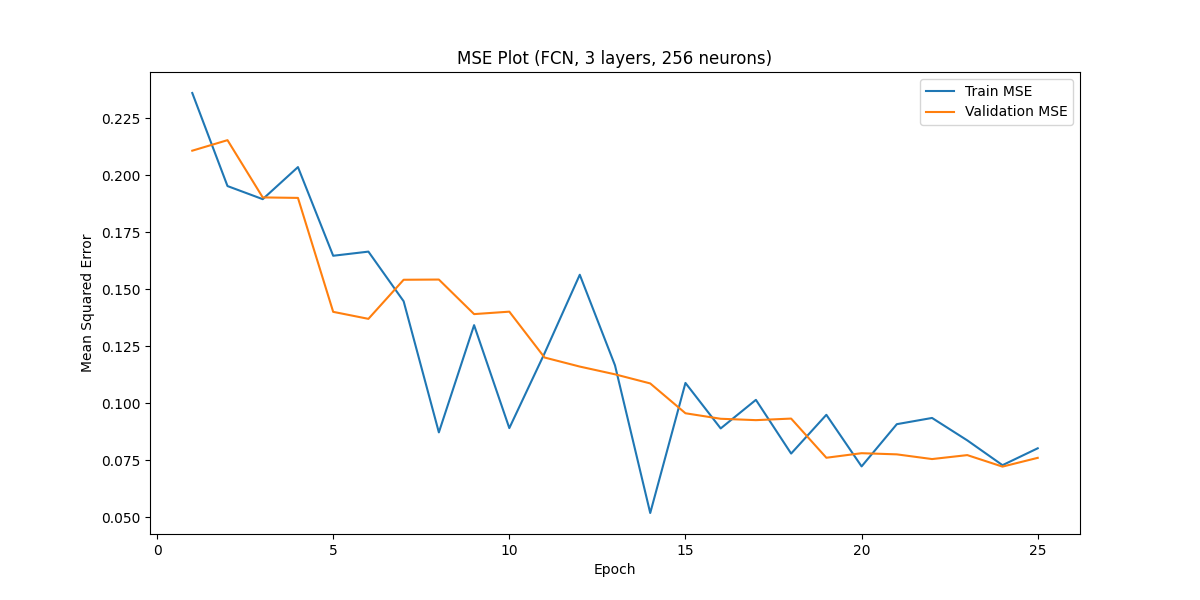 MSE Plot (FCN, 3 layers, 256 neurons)
Train MSE
Validation MSE
Mean Squared Error
0.225
0.200
0.175
0.150
0.125
0.100
0.075
0.050
0
5
10
15
20
25
Epoch